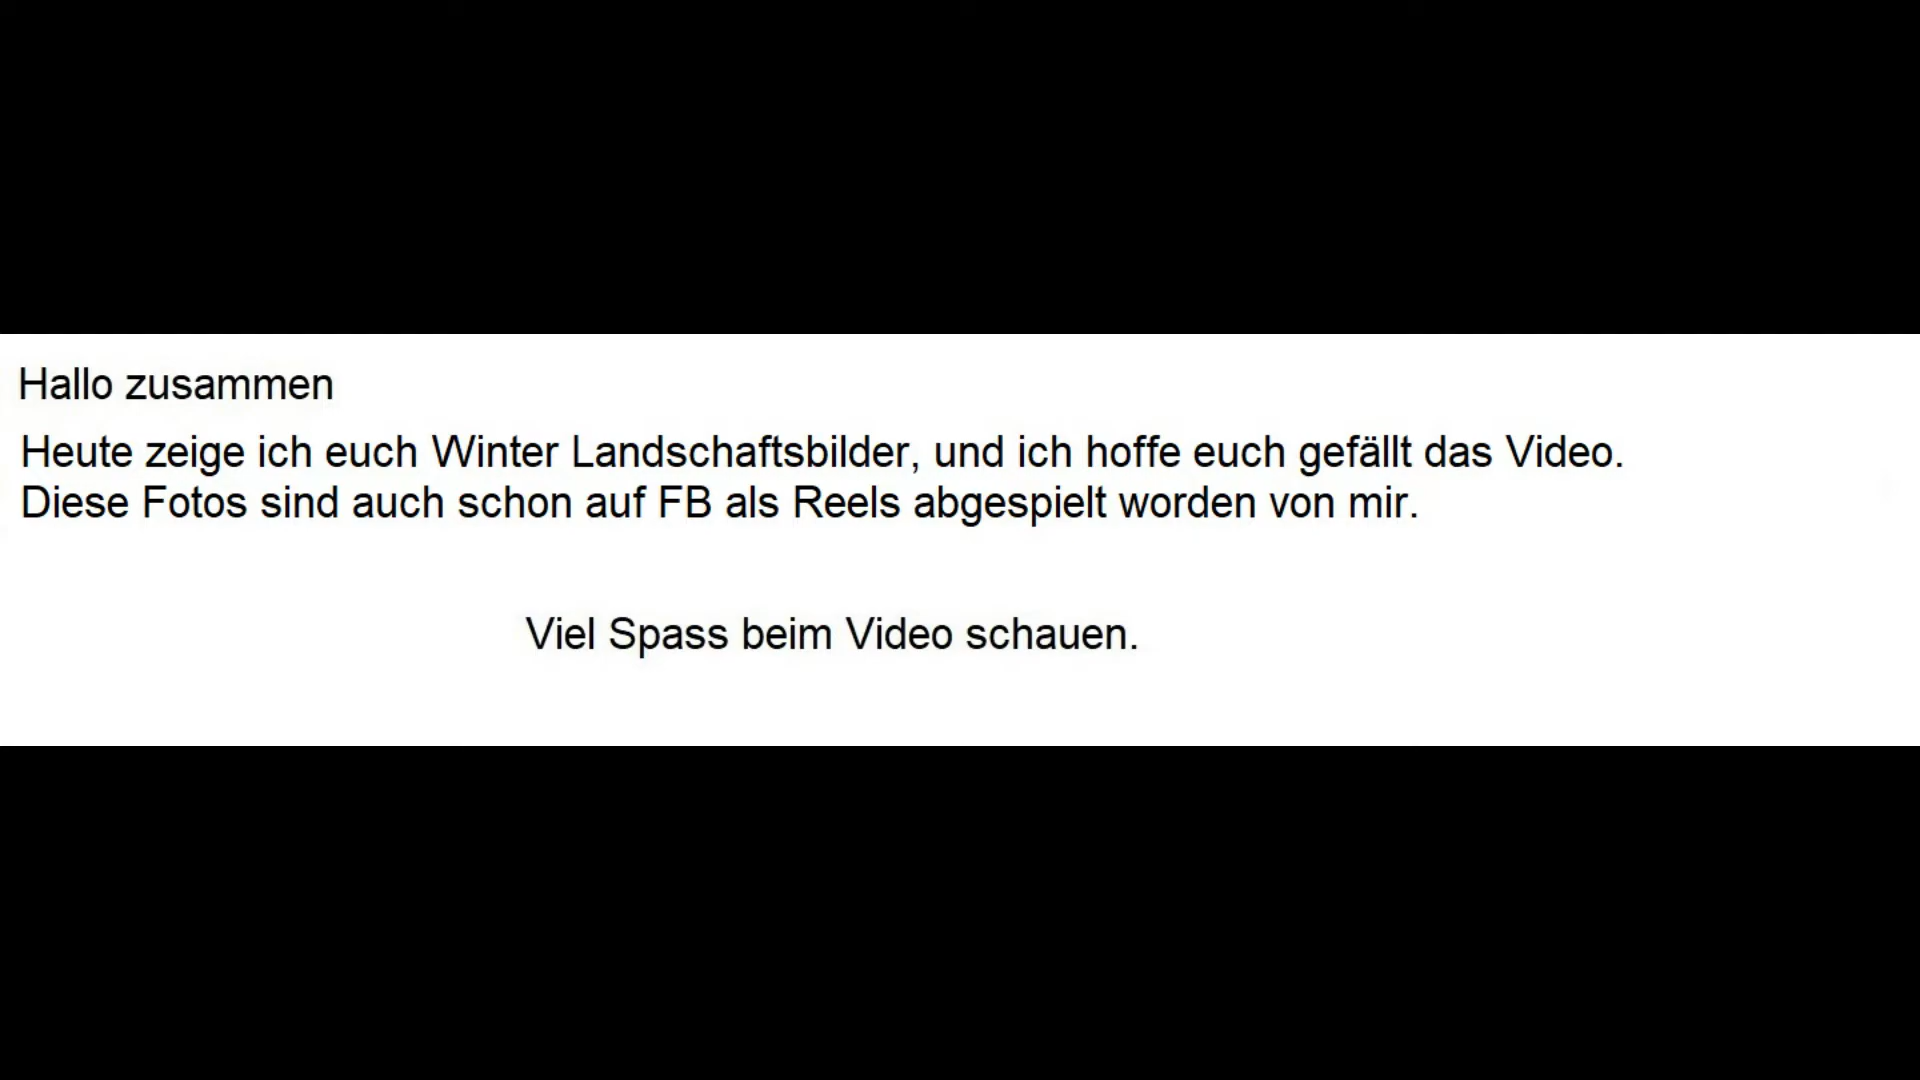 Hallo zusammen
Heute zeige ich euch Winter Landschaftsbilder, und ich hoffe euch gefällt das Video.
Diese Fotos sind auch schon auf FB als Reels abgespielt worden von mir.
Viel Spass beim Video schauen.